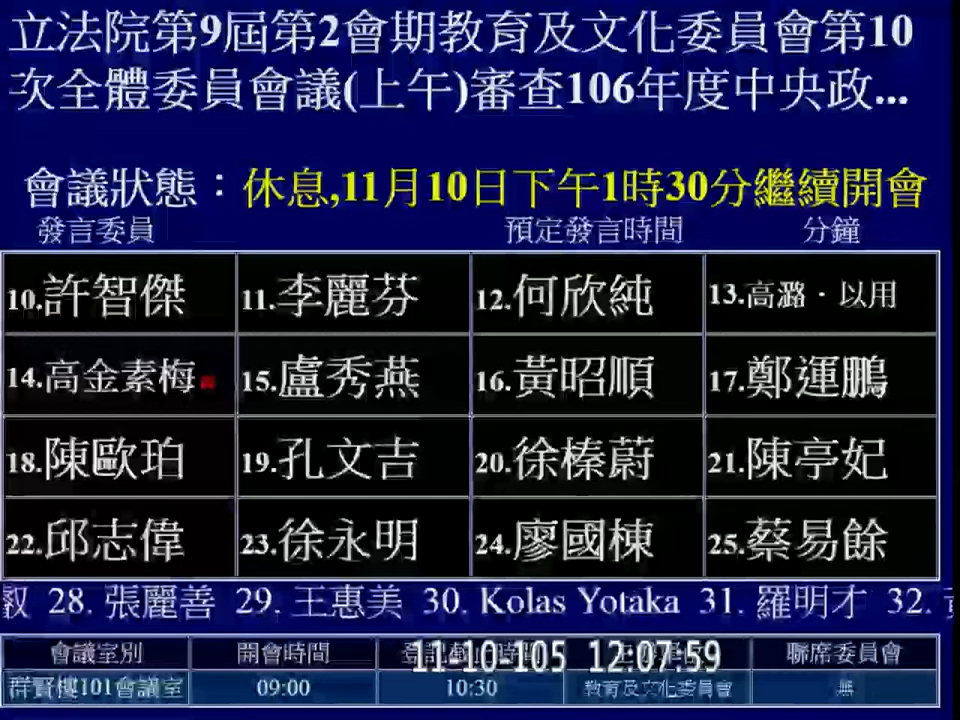 立法院第9屆第2會期教育及文化委員會第10
次全體委員會議(上午)審查106年度中央政...
會議狀態：休息,11月10日下午1時30分繼續開會
發言委員 預定發言時間 分鐘
10.許智傑 11.李麗芬 12.何欣純 13.高潞．以用
14.高金素梅 15.盧秀燕 16.黃昭順 17.鄭運鵬
18.陳歐珀 19.孔文吉 20.徐榛蔚 21.陳亭妃
22.邱志偉 23.徐永明 24.廖國棟 25.蔡易餘
28. 張麗善 29. 王惠美 30. Kolas Yotaka 31. 羅明才 32.
會議室別 開會時間 11-10-105 12:07:59 聯席委員會
群賢樓101會議室 09:00 10:30 教育及文化委員會 無